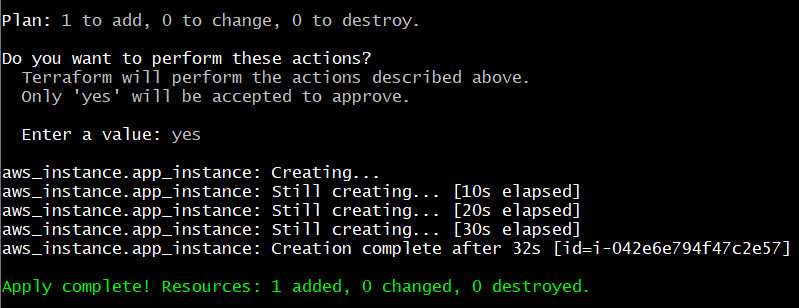 Plan: 1 to add, 0 to change, 0 to destroy.
Do you want to perform these actions?
Terraform will perform the actions described above.
Only 'yes' will be accepted to approve.
Enter a value: yes
aws_instance.app_instance: Creating...
aws_instance.app_instance: Still creating... [10s elapsed]
aws_instance.app_instance: Still creating... [20s elapsed]
aws_instance.app_instance: Still creating... [30s elapsed]
aws_instance.app_instance: Creation complete after 32s [id=i-042e6e794f47c2e57]
Apply complete! Resources: 1 added, 0 changed, 0 destroyed.